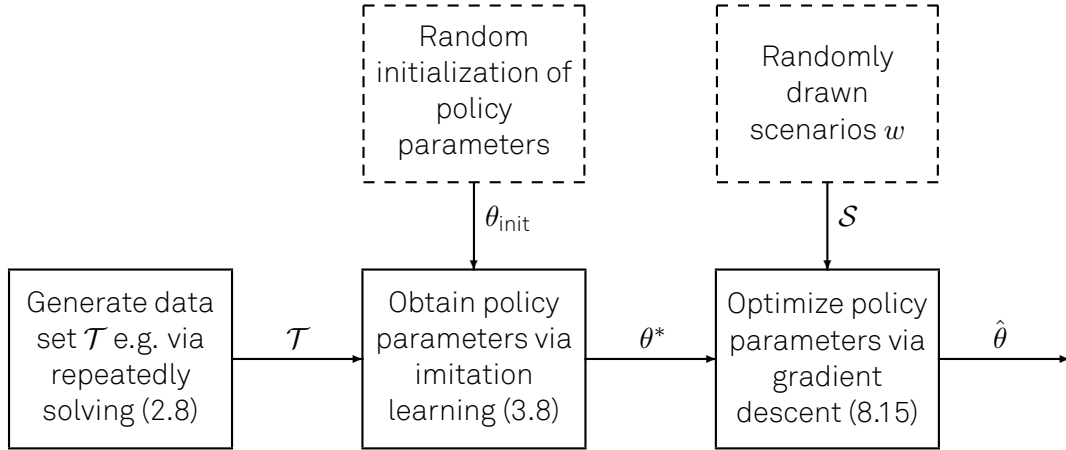 Random
initialization of
policy
parameters
Randomly
drawn
scenarios w
θ_init
𝒮
Generate data
set 𝒯 e.g. via
repeatedly
solving (2.8)
𝒯
Obtain policy
parameters via
imitation
learning (3.8)
θ*
Optimize policy
parameters via
gradient
descent (8.15)
θ̂